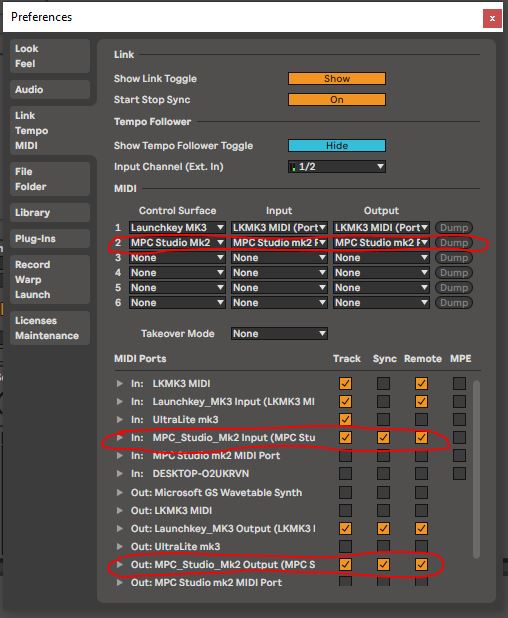 Preferences
x
Look
Feel
Audio
Link
Tempo
MIDI
File
Folder
Library
Plug-Ins
Record
Warp
Launch
Licenses
Maintenance
Link
Show Link Toggle Show
Start Stop Sync On
Tempo Follower
Show Tempo Follower Toggle Hide
Input Channel (Ext. In) 1/2
MIDI
Control Surface Input Output
1 Launchkey MK3 LKMK3 MIDI (Port LKMK3 MIDI (Port Dump
2 MPC Studio Mk2 MPC Studio mk2 MPC Studio mk2 Dump
3 None None None Dump
4 None None None Dump
5 None None None Dump
6 None None None Dump
Takeover Mode None
MIDI Ports Track Sync Remote MPE
In: LKMK3 MIDI
In: Launchkey_MK3 Input (LKMK3 MI
In: UltraLite mk3
In: MPC_Studio_Mk2 Input (MPC Stu
In: MPC Studio mk2 MIDI Port
In: DESKTOP-O2UKRVN
Out: Microsoft GS Wavetable Synth
Out: LKMK3 MIDI
Out: Launchkey_MK3 Output (LKMK3
Out: UltraLite mk3
Out: MPC_Studio_Mk2 Output (MPC S
Out: MPC Studio mk2 MIDI Port